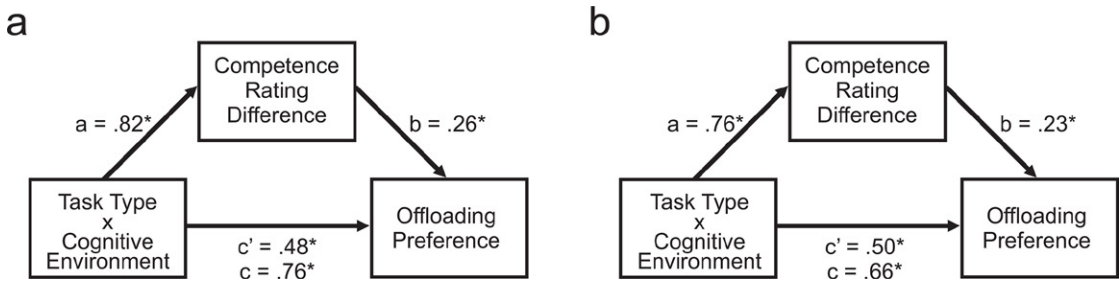 a
Competence
Rating
Difference
a = .82*
b = .26*
Task Type
x
Cognitive
Environment
c' = .48*
c = .76*
Offloading
Preference
b
Competence
Rating
Difference
a = .76*
b = .23*
Task Type
x
Cognitive
Environment
c' = .50*
c = .66*
Offloading
Preference